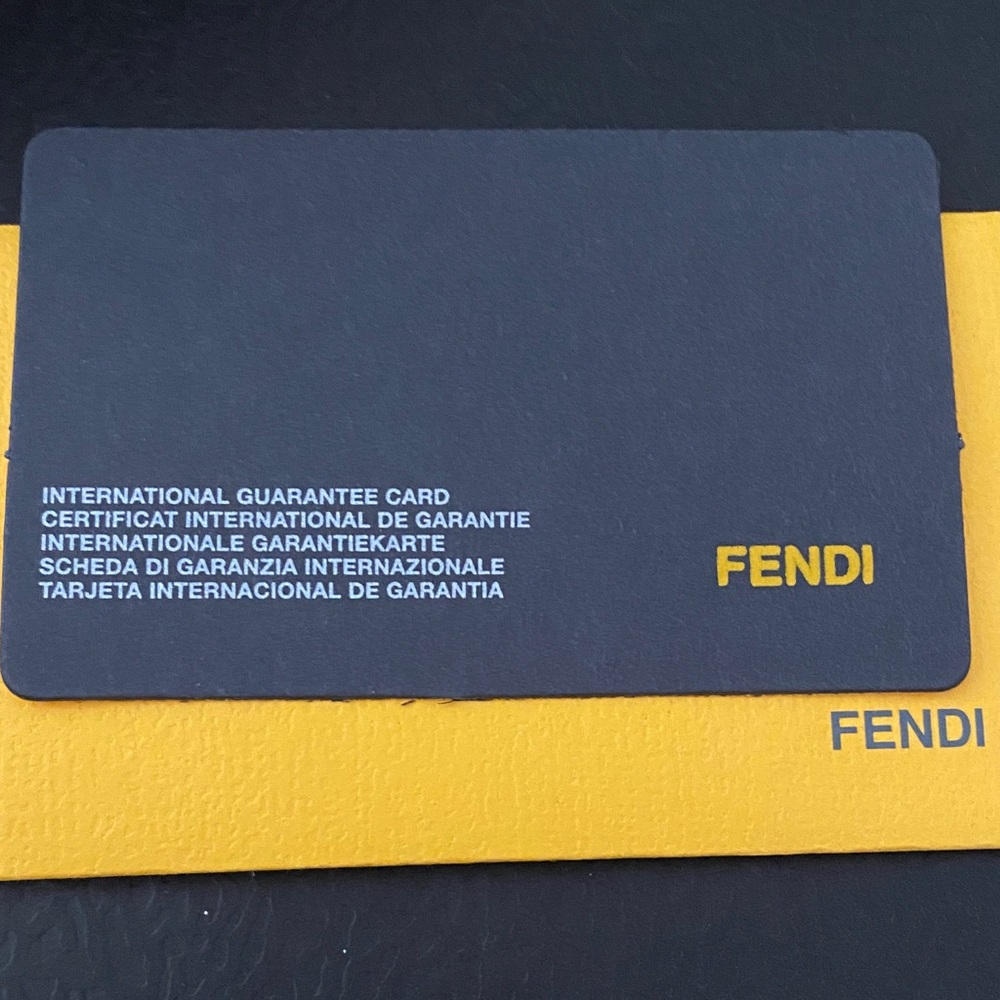 INTERNATIONAL GUARANTEE CARD
CERTIFICAT INTERNATIONAL DE GARANTIE
INTERNATIONALE GARANTIEKARTE
SCHEDA DI GARANZIA INTERNAZIONALE
TARJETA INTERNACIONAL DE GARANTIA
FENDI
FENDI